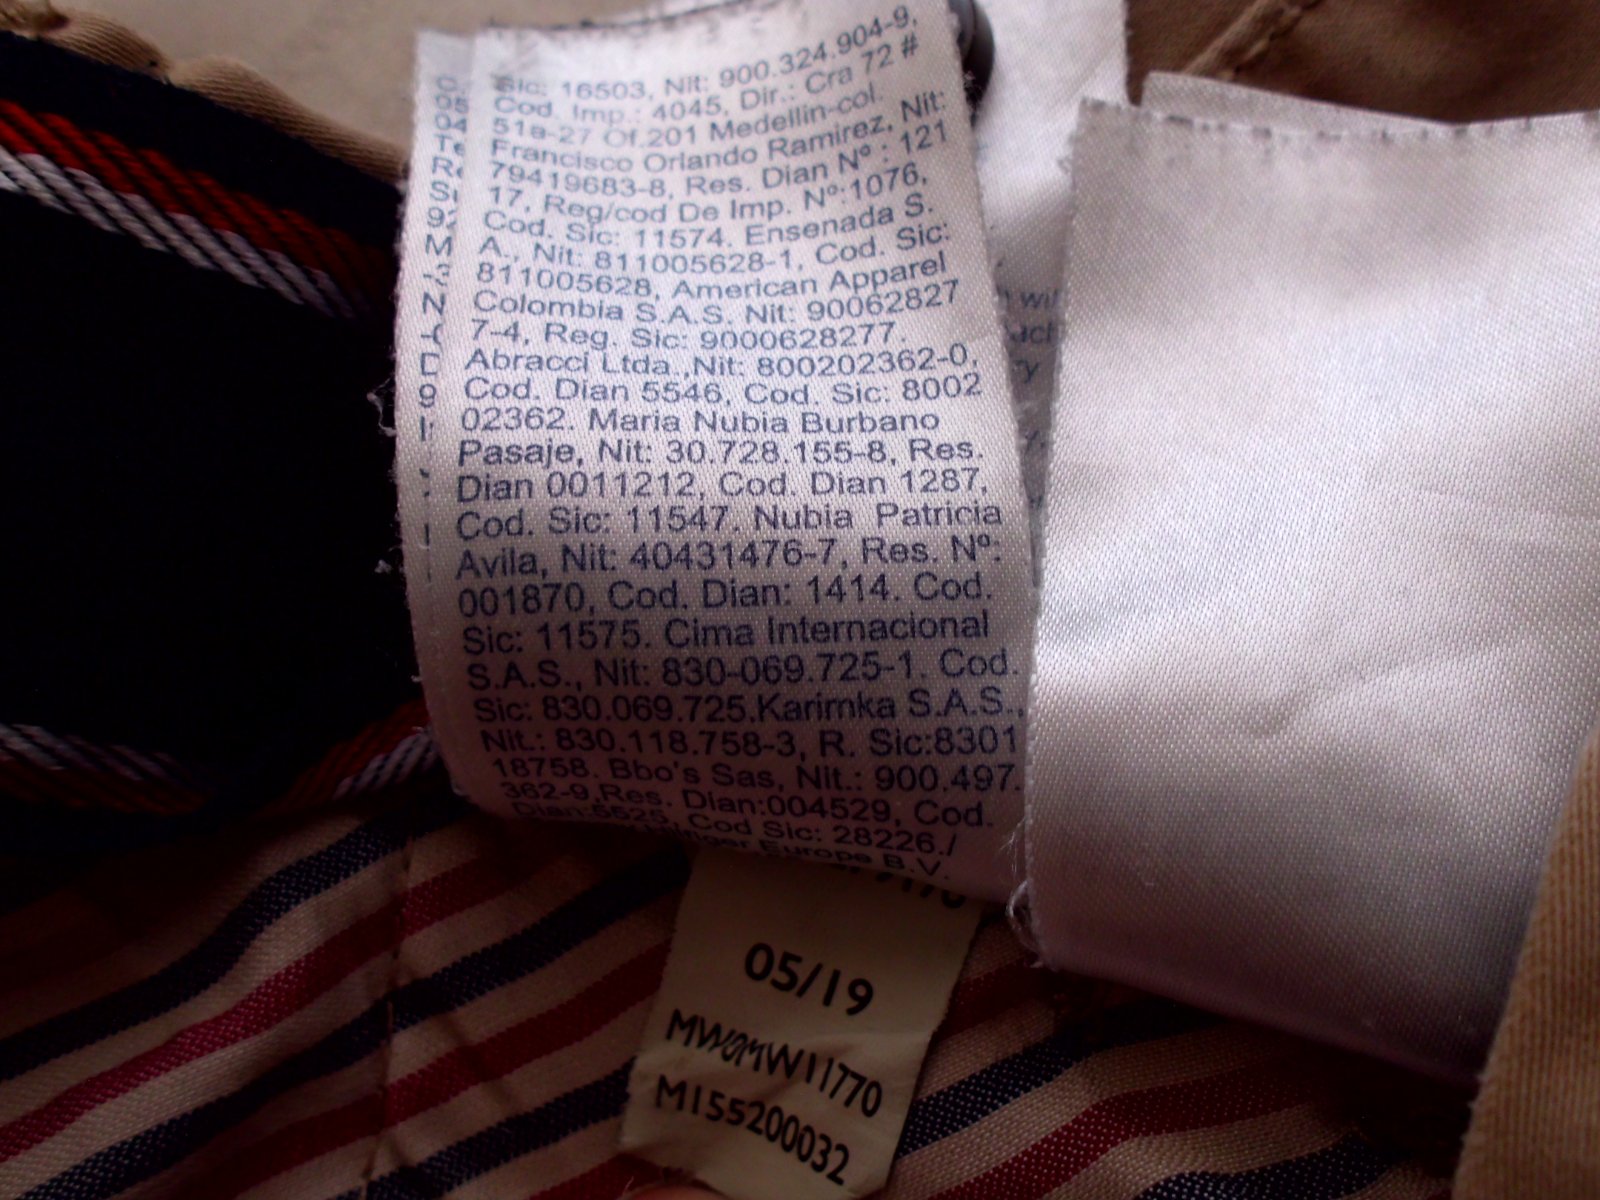 Sic: 16503, Nit: 900.324.904-9,
Cod. Imp.: 4045, Dir.: Cra 72 #
51a-27 Of.201 Medellin-col.
Francisco Orlando Ramirez, Nit:
79419683-8, Res. Dian Nº : 121
17, Reg/cod De Imp. Nº:1076,
Cod. Sic: 11574. Ensenada S.
A., Nit: 811005628-1, Cod. Sic:
811005628, American Apparel
Colombia S.A.S. Nit: 90062827
7-4, Reg. Sic: 9000628277.
Abracci Ltda.,Nit: 800202362-0,
Cod. Dian 5546, Cod. Sic: 8002
02362. Maria Nubia Burbano
Pasaje, Nit: 30.728.155-8, Res.
Dian 0011212, Cod. Dian 1287,
Cod. Sic: 11547. Nubia Patricia
Avila, Nit: 40431476-7, Res. Nº:
001870, Cod. Dian: 1414. Cod.
Sic: 11575. Cima Internacional
S.A.S., Nit: 830-069.725-1. Cod.
Sic: 830.069.725.Karimka S.A.S.,
Nit.: 830.118.758-3, R. Sic:8301
18758. Bbo's Sas, Nit.: 900.497.
362-9,Res. Dian:004529, Cod.
Dian:5525, Cod Sic: 28226./
Europe B.V.
05/19
MW0MW11770
M155200032